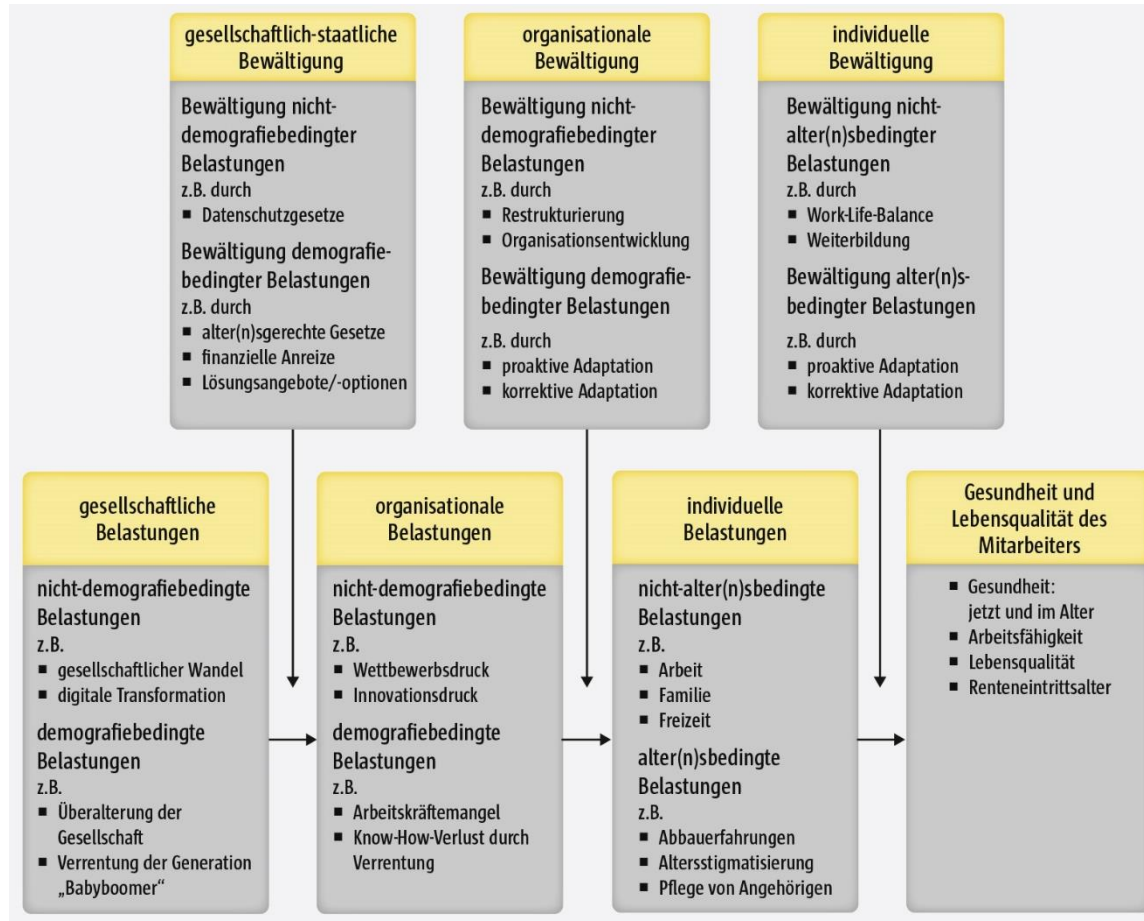 gesellschaftlich-staatliche
Bewältigung
Bewältigung nicht-
demografiebedingter
Belastungen
z.B. durch
▪ Datenschutzgesetze
Bewältigung demografie-
bedingter Belastungen
z.B. durch
▪ alter(n)sgerechte Gesetze
▪ finanzielle Anreize
▪ Lösungsangebote/-optionen
organisationale
Bewältigung
Bewältigung nicht-
demografiebedingter
Belastungen
z.B. durch
▪ Restrukturierung
▪ Organisationsentwicklung
Bewältigung demografie-
bedingter Belastungen
z.B. durch
▪ proaktive Adaptation
▪ korrektive Adaptation
individuelle
Bewältigung
Bewältigung nicht-
alter(n)sbedingter
Belastungen
z.B. durch
▪ Work-Life-Balance
▪ Weiterbildung
Bewältigung alter(n)s-
bedingter Belastungen
z.B. durch
▪ proaktive Adaptation
▪ korrektive Adaptation
gesellschaftliche
Belastungen
nicht-demografiebedingte
Belastungen
z.B.
▪ gesellschaftlicher Wandel
▪ digitale Transformation
demografiebedingte
Belastungen
z.B.
▪ Überalterung der
Gesellschaft
▪ Verrentung der Generation
„Babyboomer“
organisationale
Belastungen
nicht-demografiebedingte
Belastungen
z.B.
▪ Wettbewerbsdruck
▪ Innovationsdruck
demografiebedingte
Belastungen
z.B.
▪ Arbeitskräftemangel
▪ Know-How-Verlust durch
Verrentung
individuelle
Belastungen
nicht-alter(n)sbedingte
Belastungen
z.B.
▪ Arbeit
▪ Familie
▪ Freizeit
alter(n)sbedingte
Belastungen
z.B.
▪ Abbauerfahrungen
▪ Altersstigmatisierung
▪ Pflege von Angehörigen
Gesundheit und
Lebensqualität des
Mitarbeiters
▪ Gesundheit:
jetzt und im Alter
▪ Arbeitsfähigkeit
▪ Lebensqualität
▪ Renteneintrittsalter